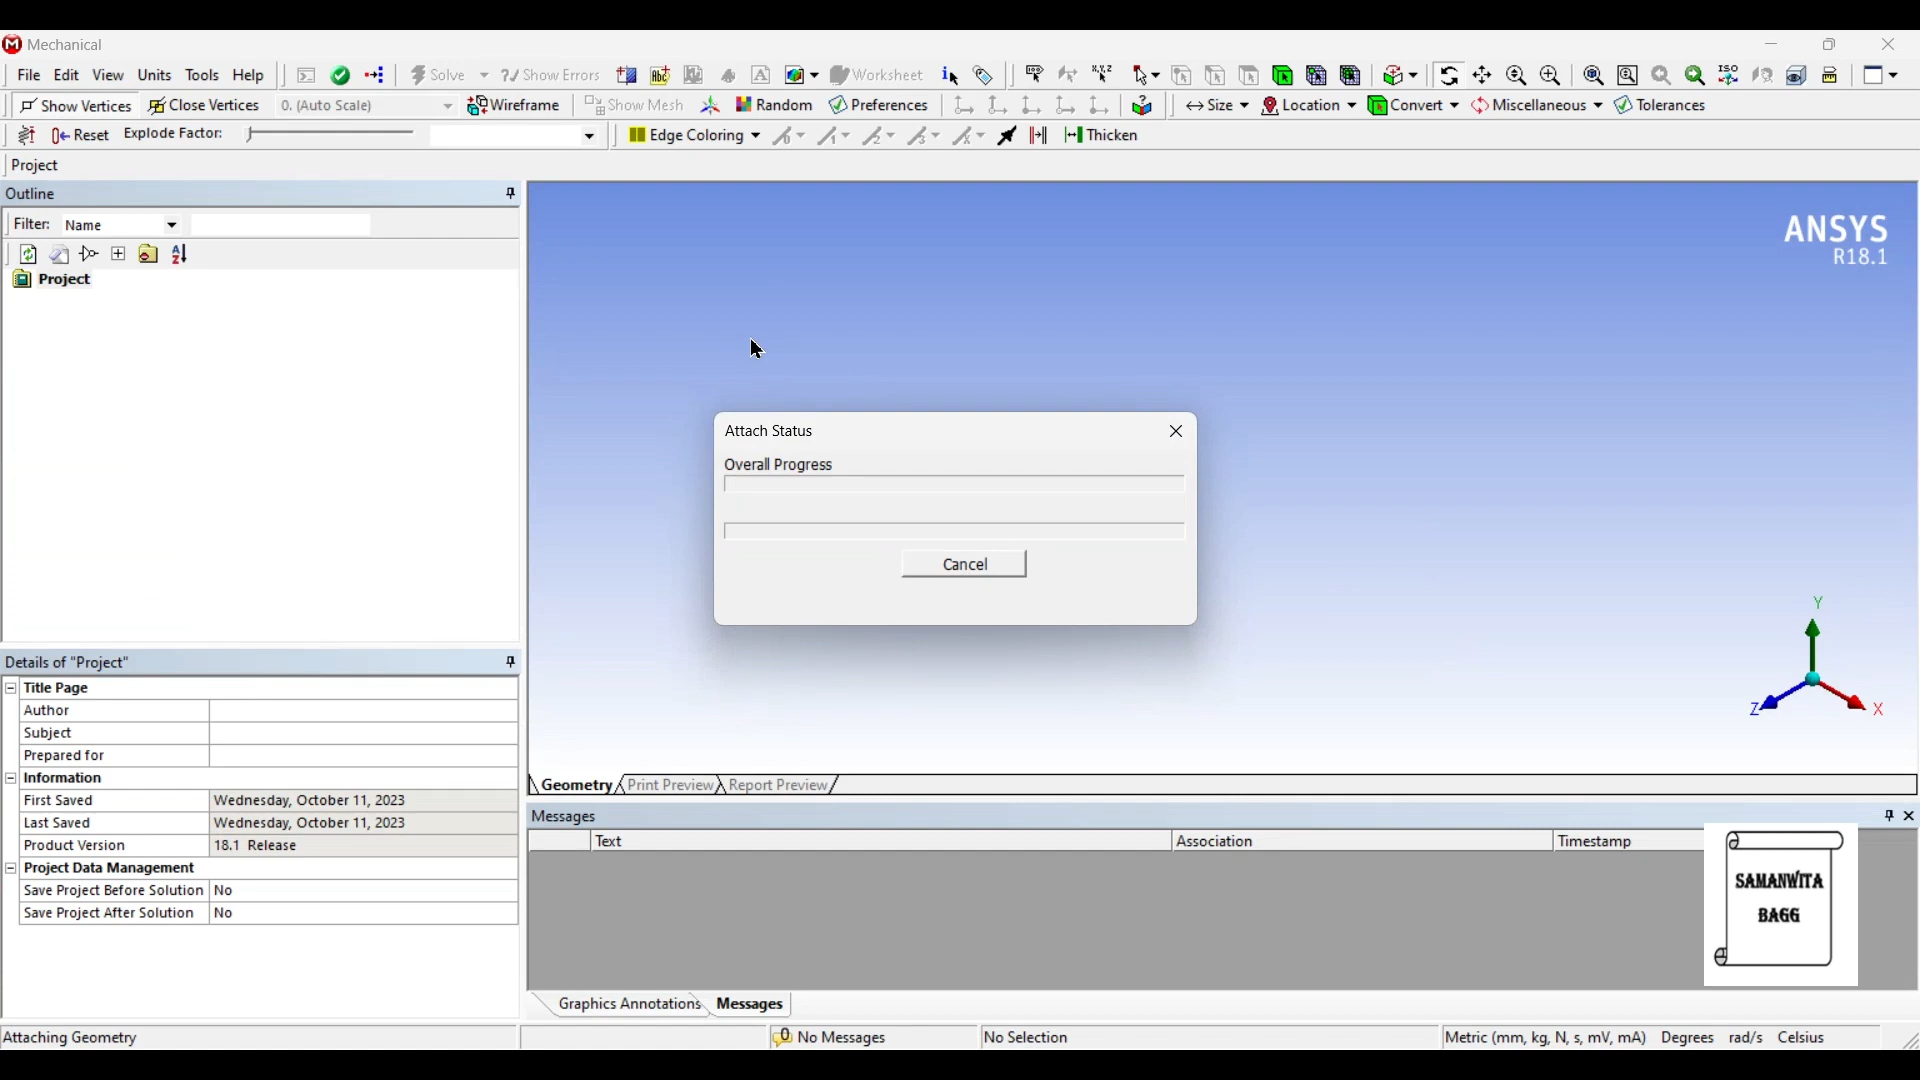 Mechanical
File Edit View Units Tools Help Solve ?/ Show Errors Worksheet
Show Vertices Close Vertices 0. (Auto Scale) Wireframe Show Mesh Random Preferences Size Location Convert Miscellaneous Tolerances
Reset Explode Factor: Edge Coloring Thicken
Project
Outline
Filter: Name
Project
ANSYS
R18.1
Attach Status
Overall Progress
Cancel
Y
Z
X
Details of "Project"
Title Page
Author
Subject
Prepared for
Information
First Saved Wednesday, October 11, 2023
Last Saved Wednesday, October 11, 2023
Product Version 18.1 Release
Project Data Management
Save Project Before Solution No
Save Project After Solution No
Geometry Print Preview Report Preview
Messages
Text Association Timestamp
SAMANWITA
BAGG
Graphics Annotations Messages
Attaching Geometry 0 No Messages No Selection Metric (mm, kg, N, s, mV, mA) Degrees rad/s Celsius